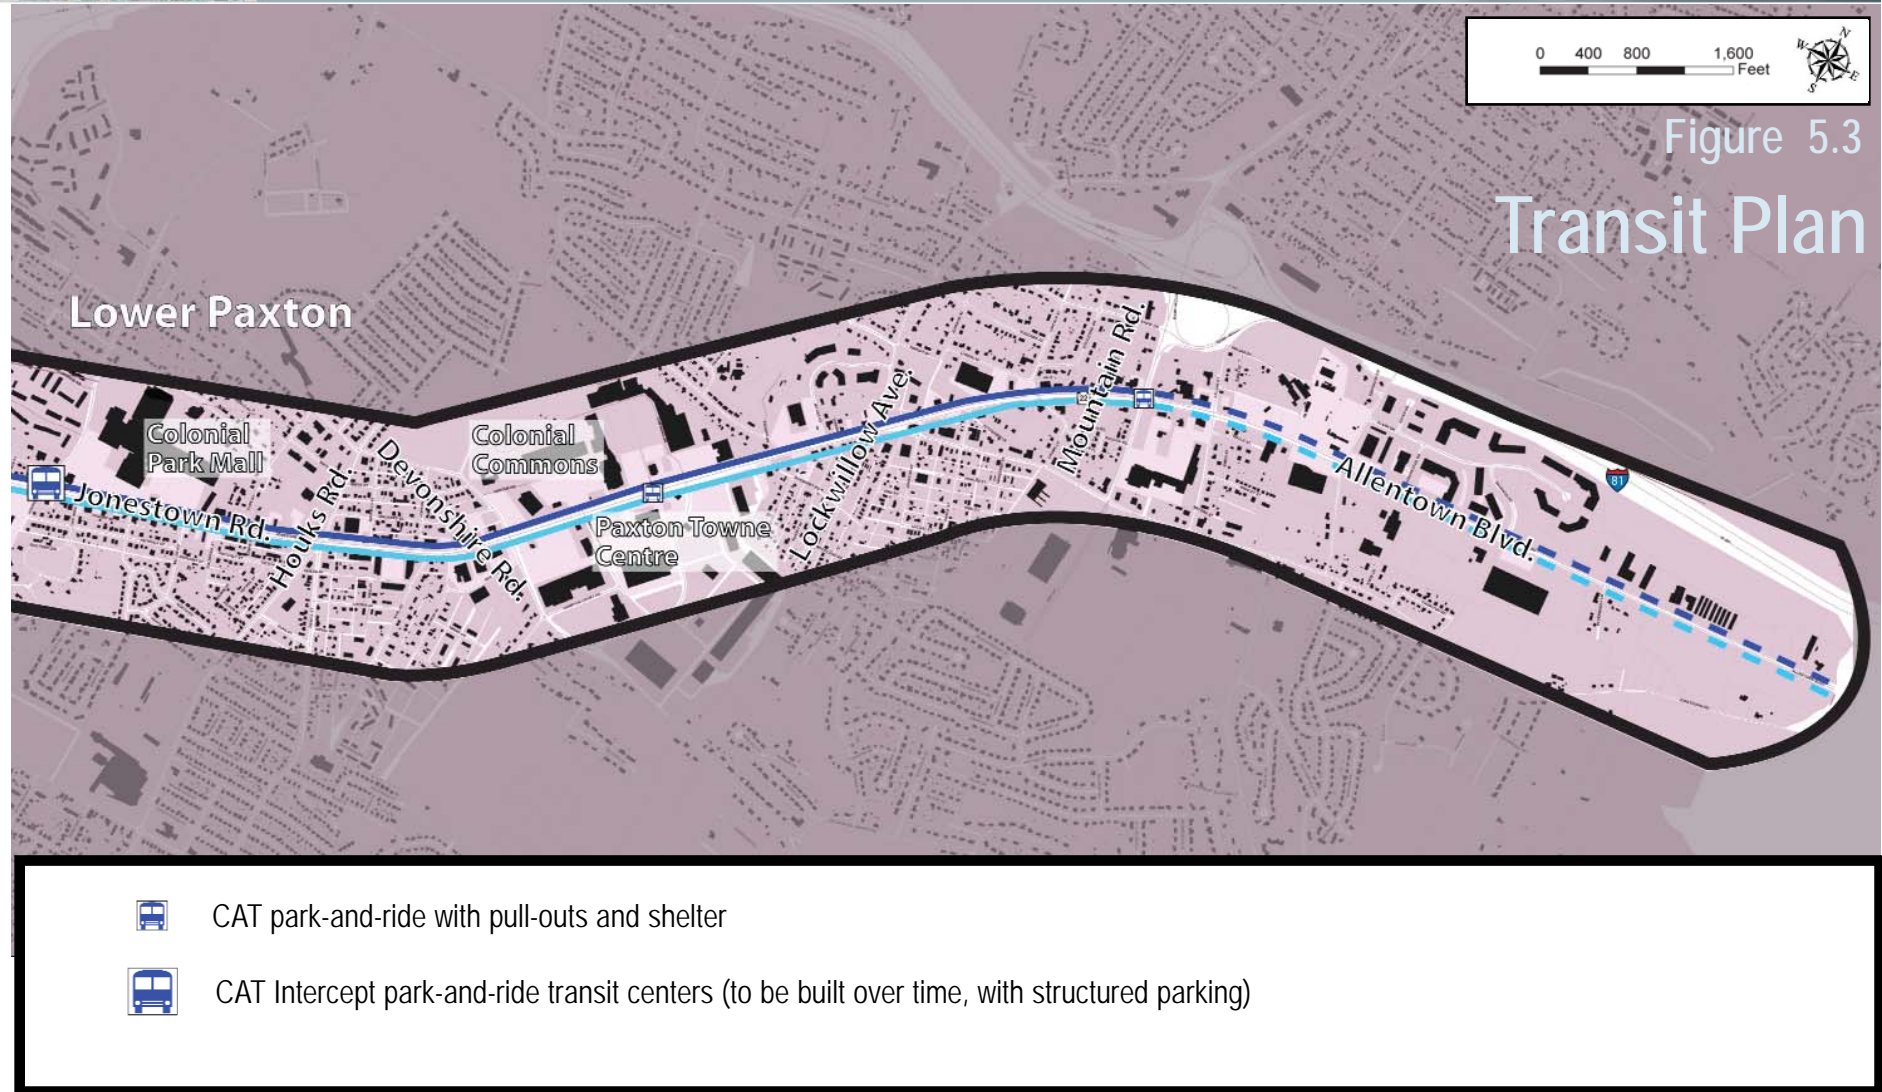 0 400 800 1,600
Feet
N
W
E
S
Figure 5.3
Transit Plan
Lower Paxton
Colonial
Park Mall
Colonial
Commons
Paxton Towne
Centre
Jonestown Rd.
Houks Rd.
Devonshire Rd.
Lockwillow Ave.
Mountain Rd.
Allentown Blvd.
81
22
CAT park-and-ride with pull-outs and shelter
CAT Intercept park-and-ride transit centers (to be built over time, with structured parking)